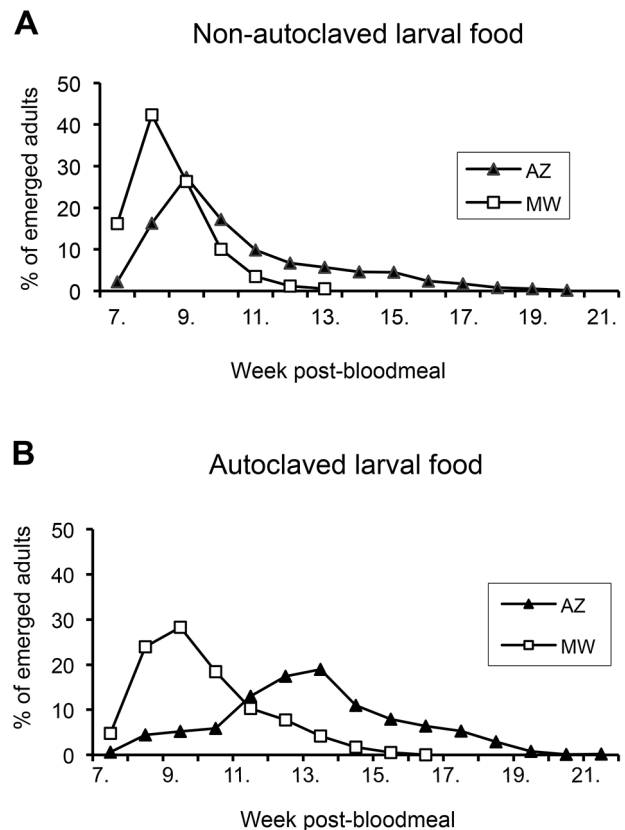 A
Non-autoclaved larval food
50
40
30
20
10
0
% of emerged adults
AZ
MW
7. 9. 11. 13. 15. 17. 19. 21.
Week post-bloodmeal
B
Autoclaved larval food
50
40
30
20
10
0
% of emerged adults
AZ
MW
7. 9. 11. 13. 15. 17. 19. 21.
Week post-bloodmeal